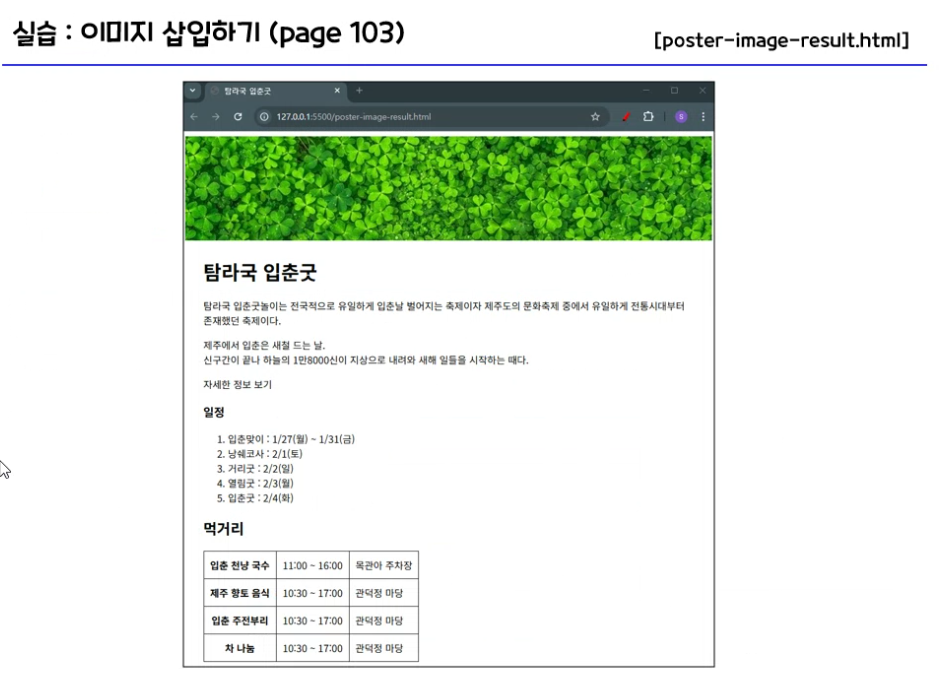 실습 : 이미지 삽입하기 (page 103)
[poster-image-result.html]
탐라국 입춘굿
127.0.0.1:5500/poster-image-result.html
S
탐라국 입춘굿
탐라국 입춘굿놀이는 전국적으로 유일하게 입춘날 벌어지는 축제이자 제주도의 문화축제 중에서 유일하게 전통시대부터
존재했던 축제이다.
제주에서 입춘은 새철 드는 날.
신구간이 끝나 하늘의 1만8000신이 지상으로 내려와 새해 일들을 시작하는 때다.
자세한 정보 보기
일정
1. 입춘맞이 : 1/27(월) ~ 1/31(금)
2. 낭쉐코사 : 2/1(토)
3. 거리굿 : 2/2(일)
4. 열림굿 : 2/3(월)
5. 입춘굿 : 2/4(화)
먹거리
입춘 천냥 국수 11:00 ~ 16:00 목관아 주차장
제주 향토 음식 10:30 ~ 17:00 관덕정 마당
입춘 주전부리 10:30 ~ 17:00 관덕정 마당
차 나눔 10:30 ~ 17:00 관덕정 마당